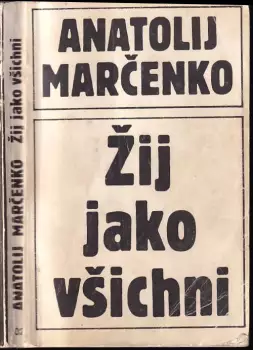 ANATOLIJ
MARČENKO
Žij
jako
všichni
ANATOLIJ MARČENKO Žij jako všichni